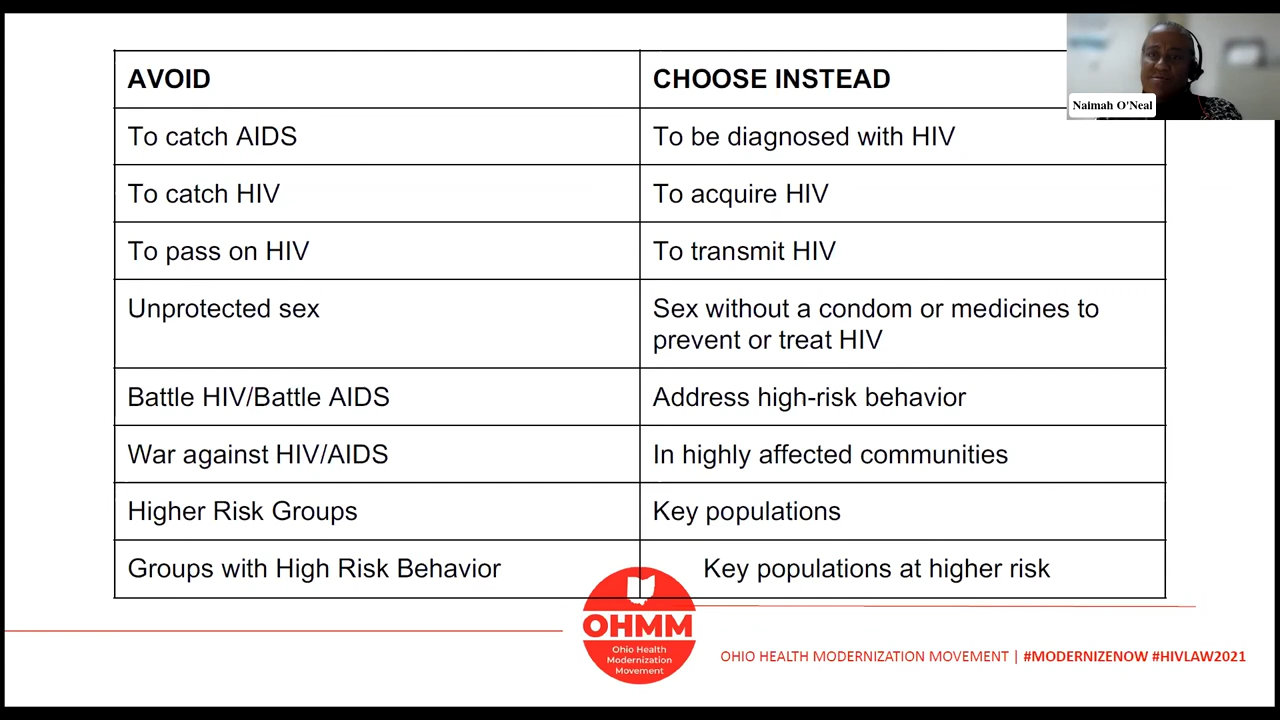 AVOID
CHOOSE INSTEAD
Naimah O'Neal
To catch AIDS
To be diagnosed with HIV
To catch HIV
To acquire HIV
To pass on HIV
To transmit HIV
Unprotected sex
Sex without a condom or medicines to
prevent or treat HIV
Battle HIV/Battle AIDS
Address high-risk behavior
War against HIV/AIDS
In highly affected communities
Higher Risk Groups
Key populations
Groups with High Risk Behavior
Key populations at higher risk
OHMM
Ohio Health
Modernization
Movement
OHIO HEALTH MODERNIZATION MOVEMENT | #MODERNIZENOW #HIVLAW2021